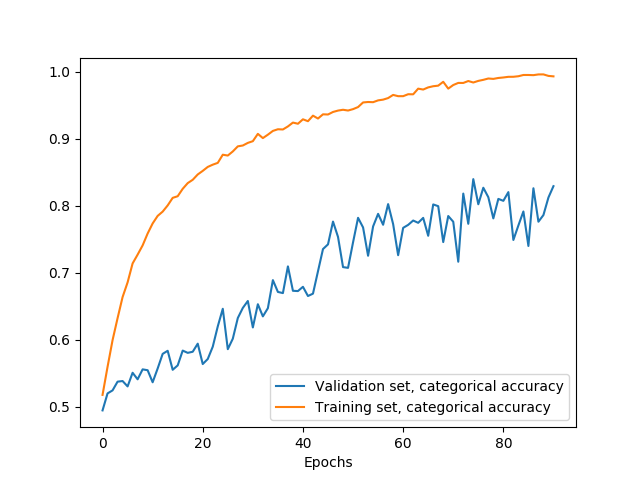 1.0
0.9
0.8
0.7
0.6
0.5
Validation set, categorical accuracy
Training set, categorical accuracy
0 20 40 60 80
Epochs